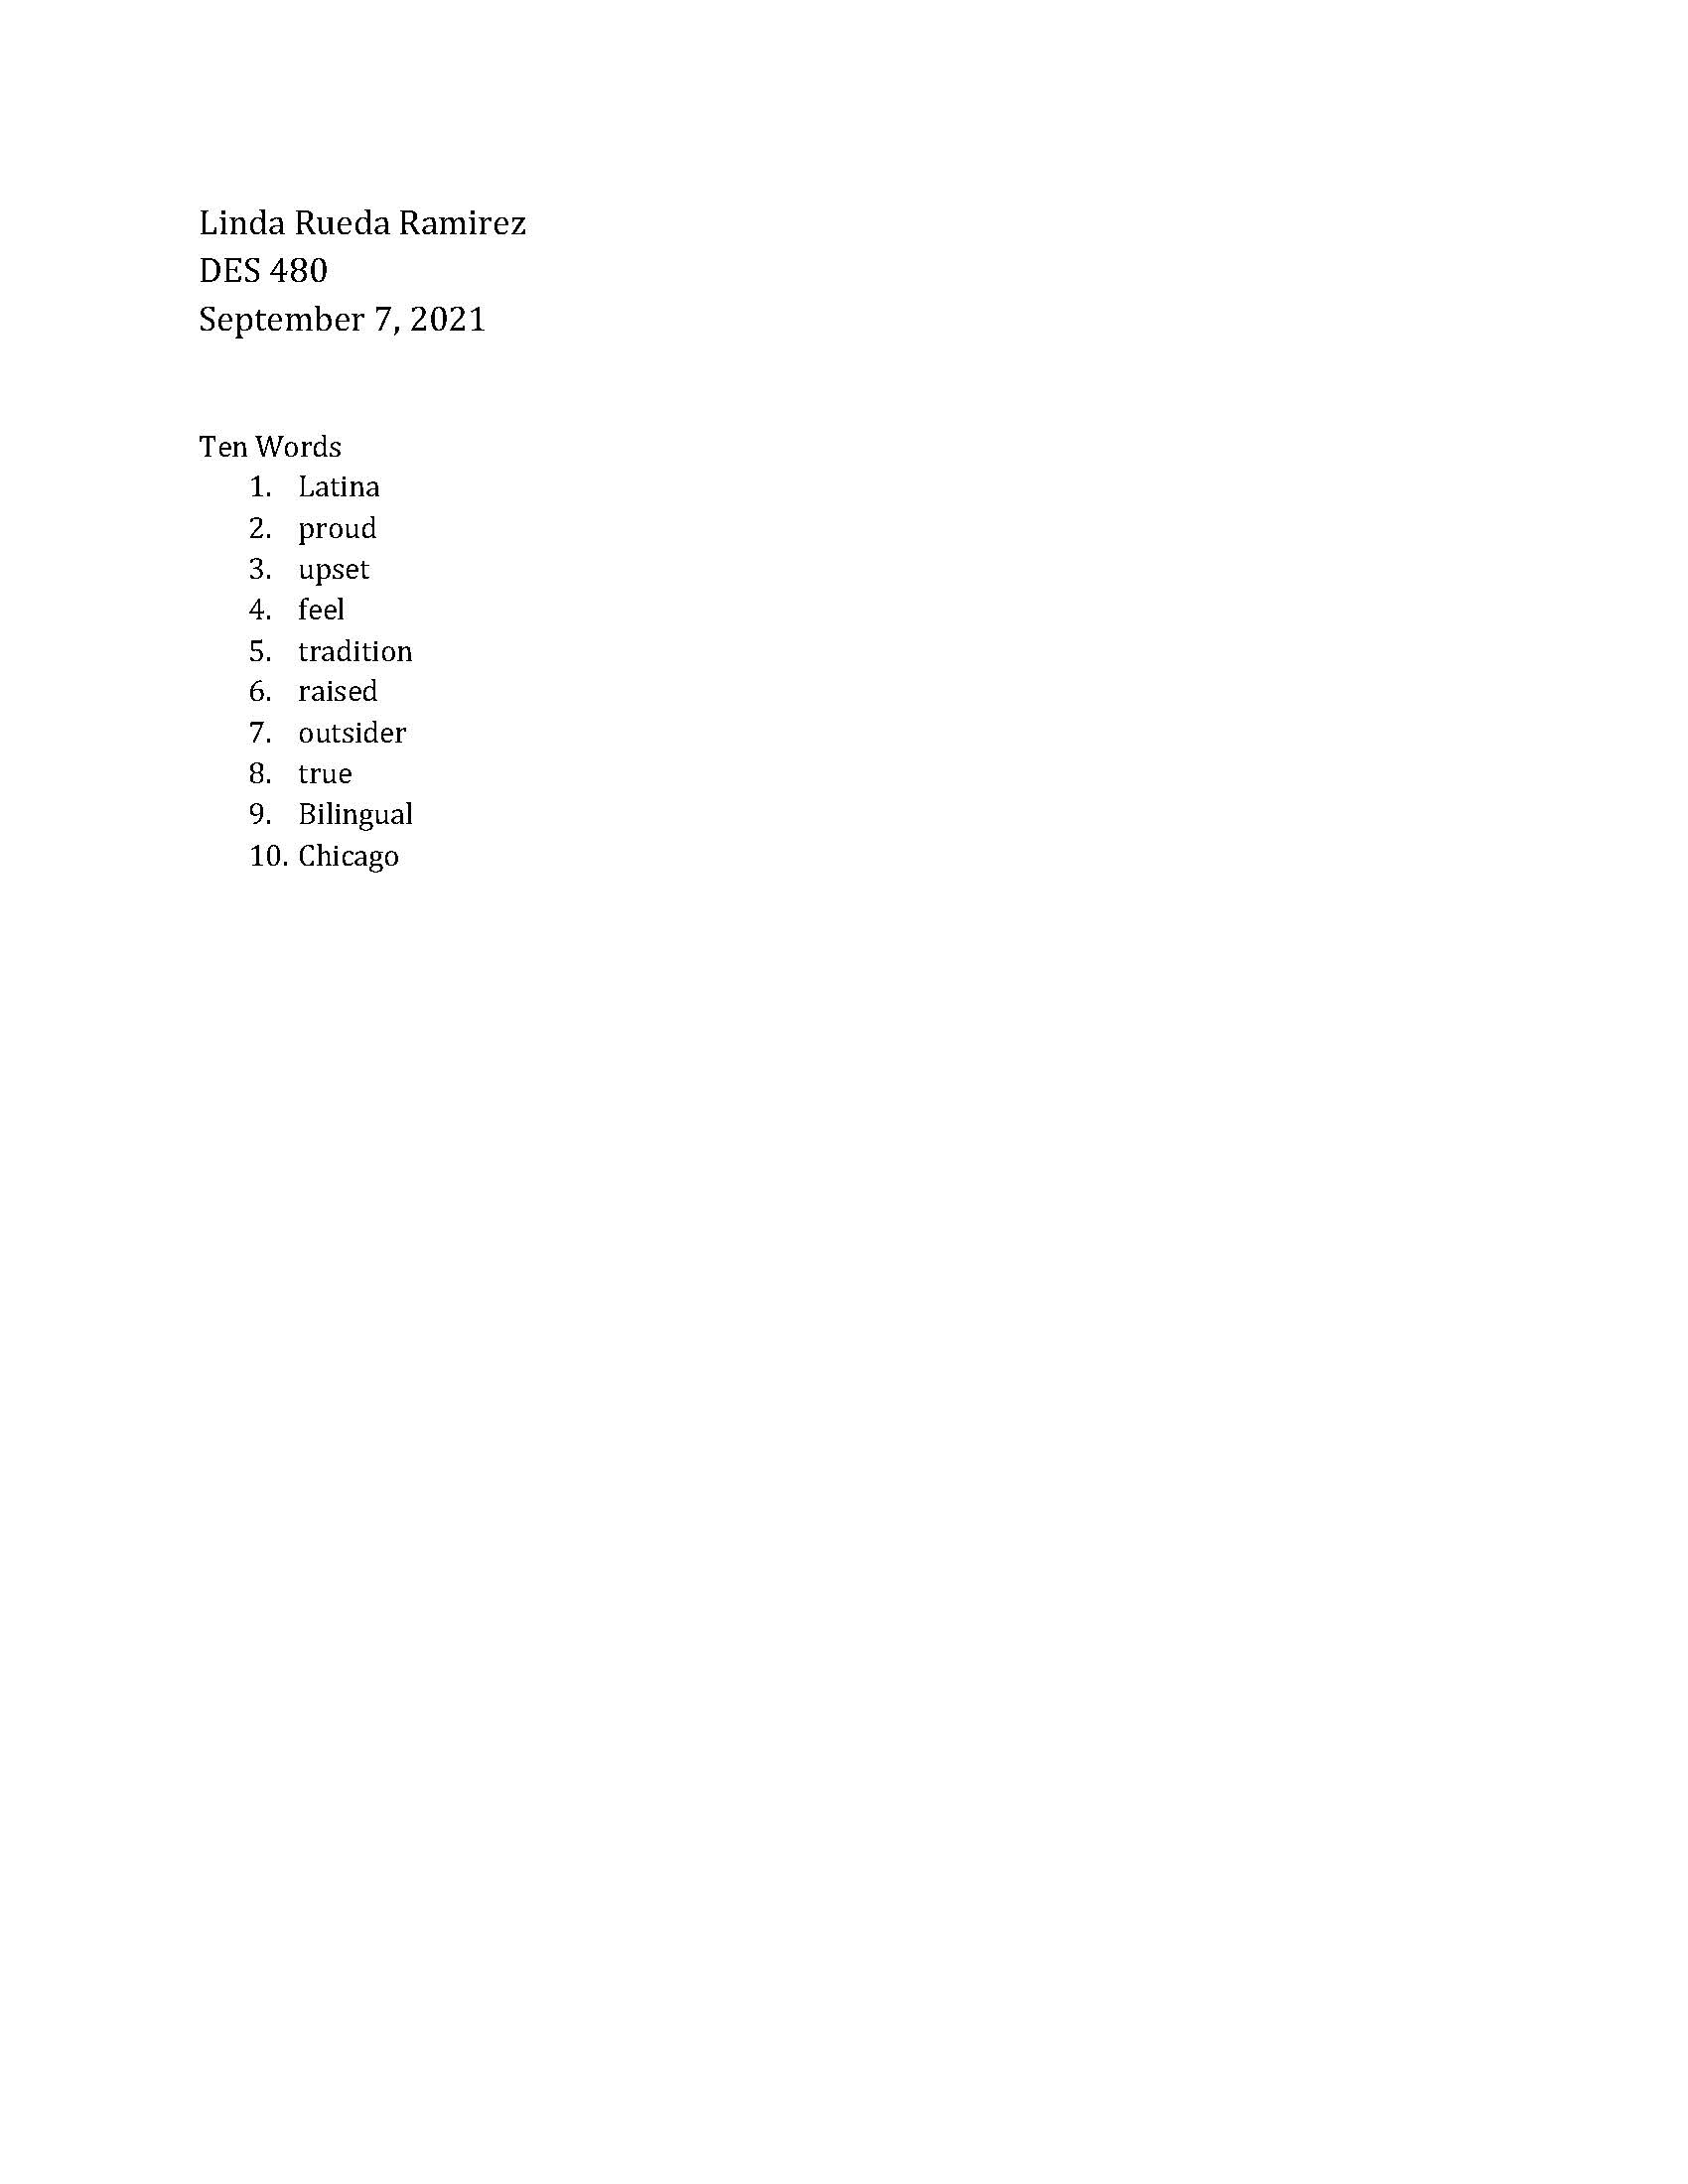 Linda Rueda Ramirez
DES 480
September 7, 2021
Ten Words
1. Latina
2. proud
3. upset
4. feel
5. tradition
6. raised
7. outsider
8. true
9. Bilingual
10. Chicago